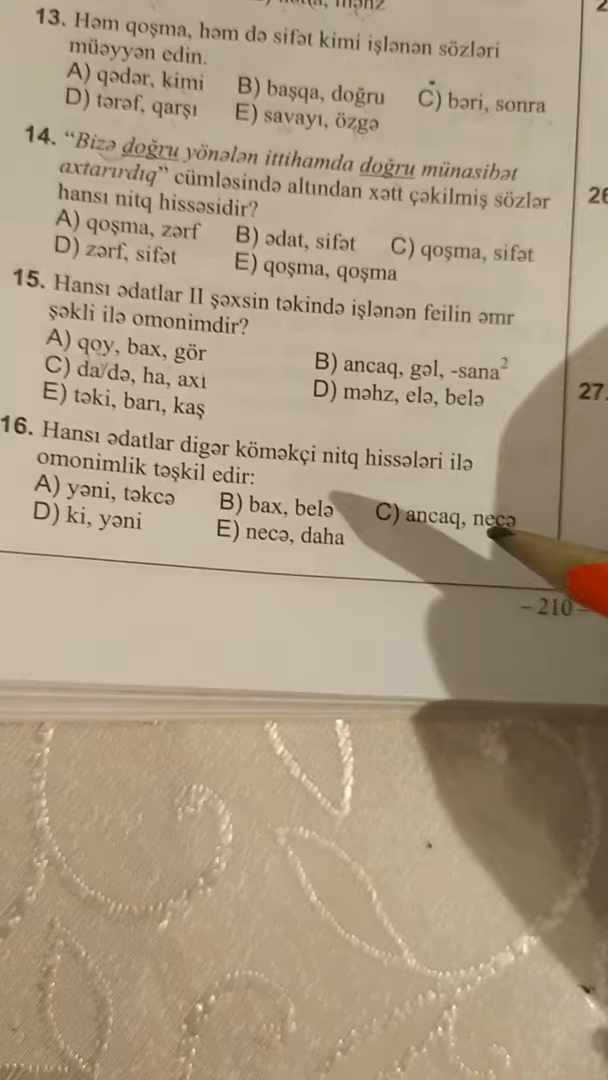 13. Həm qoşma, həm də sifət kimi işlənən sözləri
müəyyən edin.
A) qədər, kimi B) başqa, doğru C) bəri, sonra
D) tərəf, qarşı E) savayı, özgə
14. “Bizə doğru yönələn ittihamda doğru münasibət
axtarırdıq” cümləsində altından xətt çəkilmiş sözlər
hansı nitq hissəsidir?
A) qoşma, zərf B) ədat, sifət C) qoşma, sifət
D) zərf, sifət E) qoşma, qoşma
15. Hansı ədatlar II şəxsin təkində işlənən feilin əmr
şəkli ilə omonimdir?
A) qoy, bax, gör B) ancaq, gəl, -sana²
C) da/də, ha, axı D) məhz, elə, belə
E) təki, barı, kaş
16. Hansı ədatlar digər köməkçi nitq hissələri ilə
omonimlik təşkil edir:
A) yəni, təkcə B) bax, belə C) ancaq, necə
D) ki, yəni E) necə, daha
– 210 –
26
27.